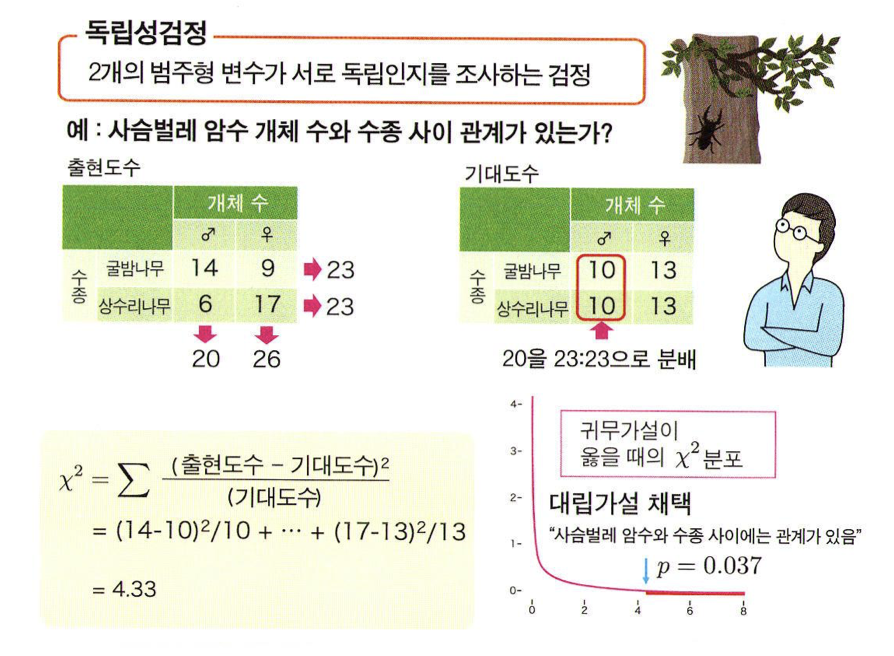 독립성검정
2개의 범주형 변수가 서로 독립인지를 조사하는 검정
예 : 사슴벌레 암수 개체 수와 수종 사이 관계가 있는가?
출현도수
개체 수
♂ ♀
수종
굴밤나무 14 9 23
상수리나무 6 17 23
20 26
기대도수
개체 수
♂ ♀
수종
굴밤나무 10 13
상수리나무 10 13
20을 23:23으로 분배
χ² = ∑ (출현도수 − 기대도수)² / (기대도수)
= (14-10)²/10 + ··· + (17-13)²/13
= 4.33
귀무가설이
옳을 때의 χ² 분포
대립가설 채택
“사슴벌레 암수와 수종 사이에는 관계가 있음”
p = 0.037
4-
3-
2-
1-
0-
0 2 4 6 8